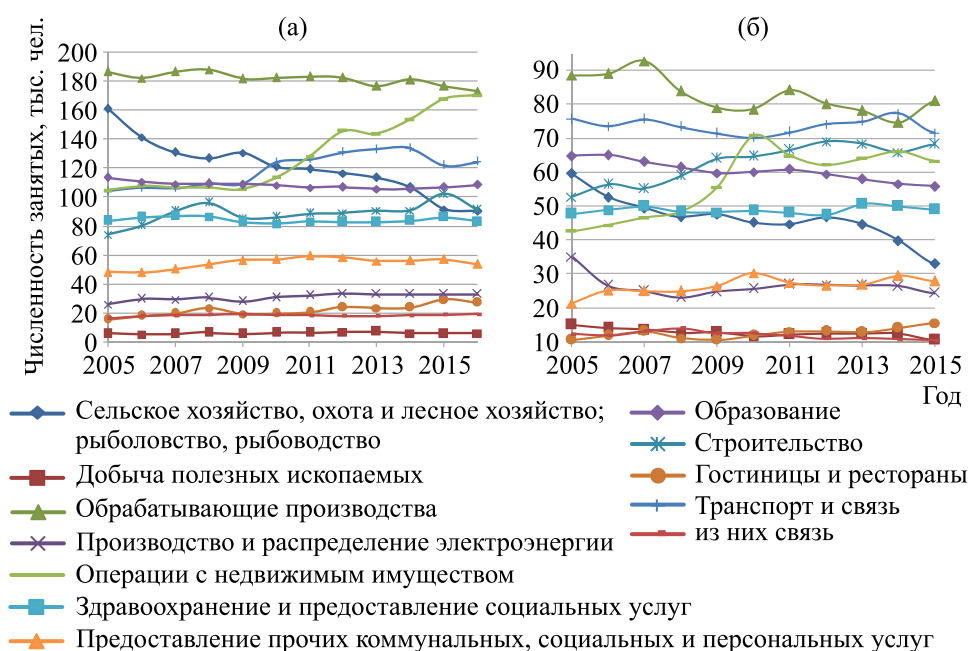 (а)
(б)
Численность занятых, тыс. чел.
200
180
160
140
120
100
80
60
40
20
0
2005 2007 2009 2011 2013 2015
90
80
70
60
50
40
30
20
10
2005 2007 2009 2011 2013 2015
Год
Сельское хозяйство, охота и лесное хозяйство;
рыболовство, рыбоводство
Добыча полезных ископаемых
Обрабатывающие производства
Производство и распределение электроэнергии
Операции с недвижимым имуществом
Здравоохранение и предоставление социальных услуг
Предоставление прочих коммунальных, социальных и персональных услуг
Образование
Строительство
Гостиницы и рестораны
Транспорт и связь
из них связь